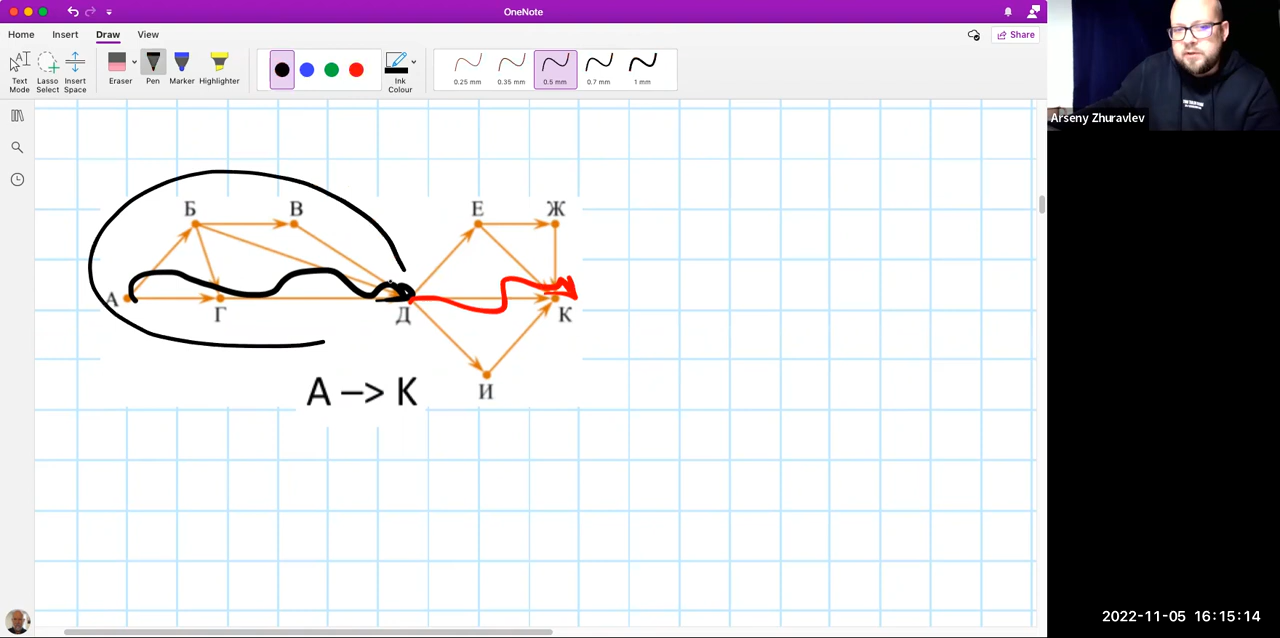 OneNote
Home Insert Draw View
Share
Text Mode
Lasso Select
Insert Space
Eraser
Pen
Marker
Highlighter
Ink Colour
0.25 mm
0.35 mm
0.5 mm
0.7 mm
1 mm
Arseny Zhuravlev
Б В Е Ж
А Г Д К
И
А —> К
2022-11-05 16:15:14